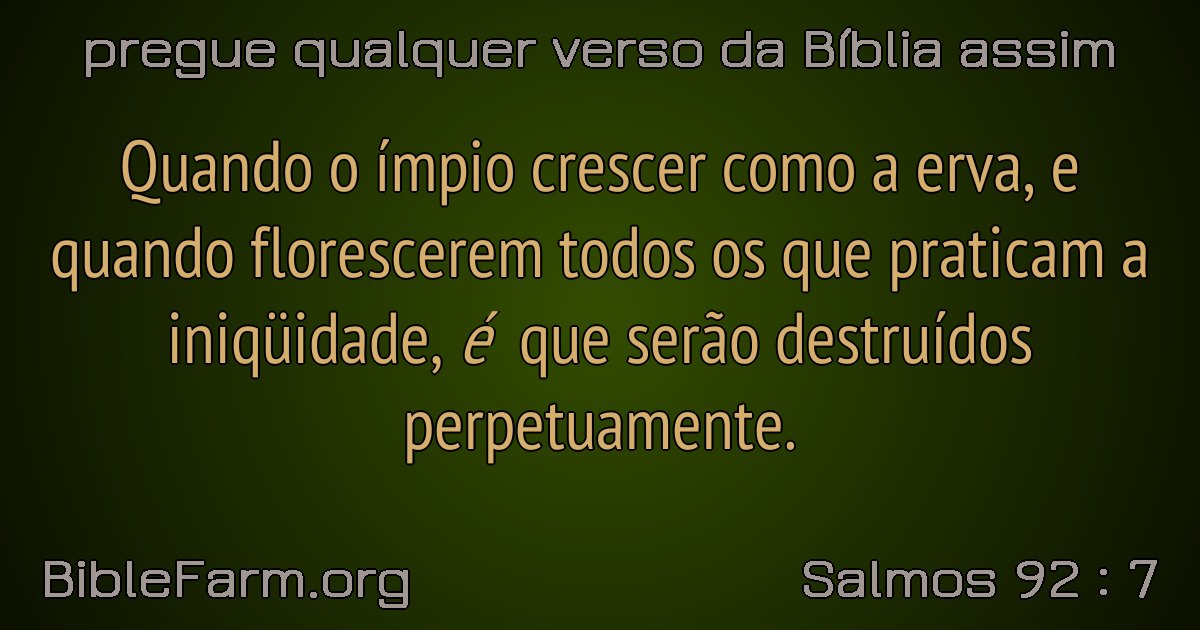 pregue qualquer verso da Bíblia assim
Quando o ímpio crescer como a erva, e
quando florescerem todos os que praticam a
iniqüidade, é que serão destruídos
perpetuamente.
BibleFarm.org
Salmos 92 : 7